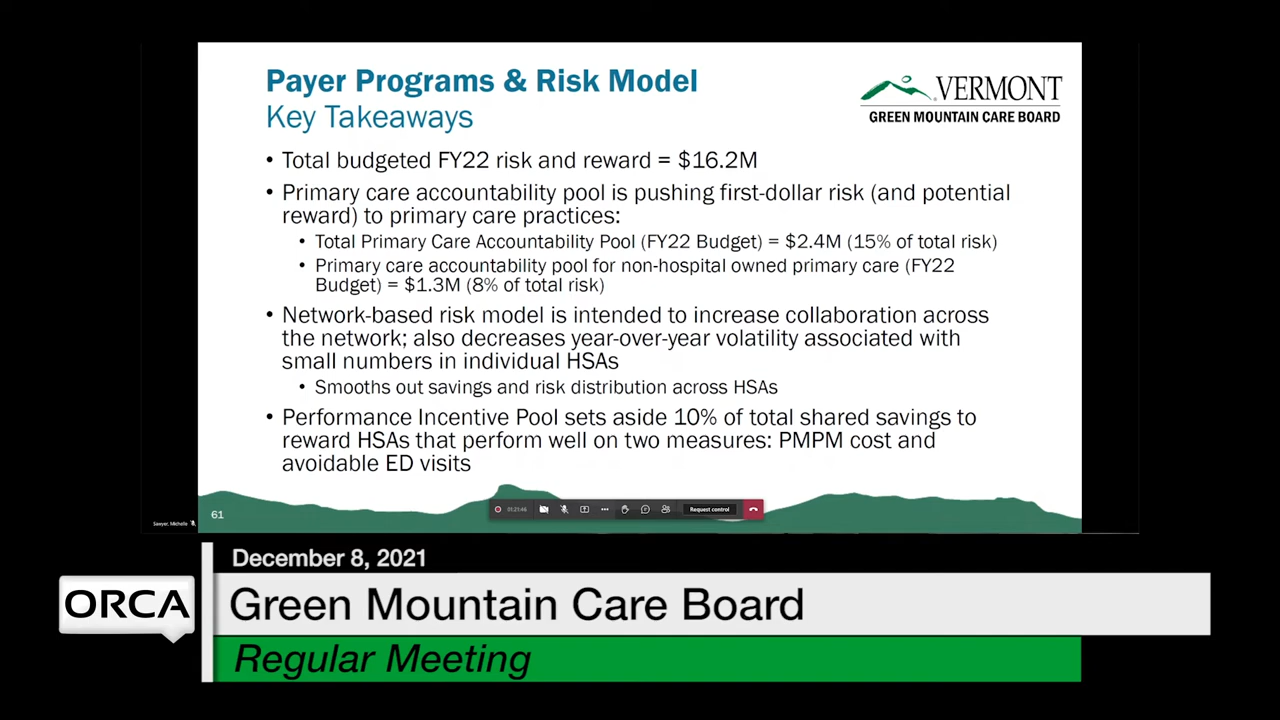 Payer Programs & Risk Model
Key Takeaways
VERMONT
GREEN MOUNTAIN CARE BOARD
• Total budgeted FY22 risk and reward = $16.2M
• Primary care accountability pool is pushing first-dollar risk (and potential
reward) to primary care practices:
• Total Primary Care Accountability Pool (FY22 Budget) = $2.4M (15% of total risk)
• Primary care accountability pool for non-hospital owned primary care (FY22
Budget) = $1.3M (8% of total risk)
• Network-based risk model is intended to increase collaboration across
the network; also decreases year-over-year volatility associated with
small numbers in individual HSAs
• Smooths out savings and risk distribution across HSAs
• Performance Incentive Pool sets aside 10% of total shared savings to
reward HSAs that perform well on two measures: PMPM cost and
avoidable ED visits
61
01:21:46
Request control
Sawyer, Michelle
December 8, 2021
ORCA
Green Mountain Care Board
Regular Meeting